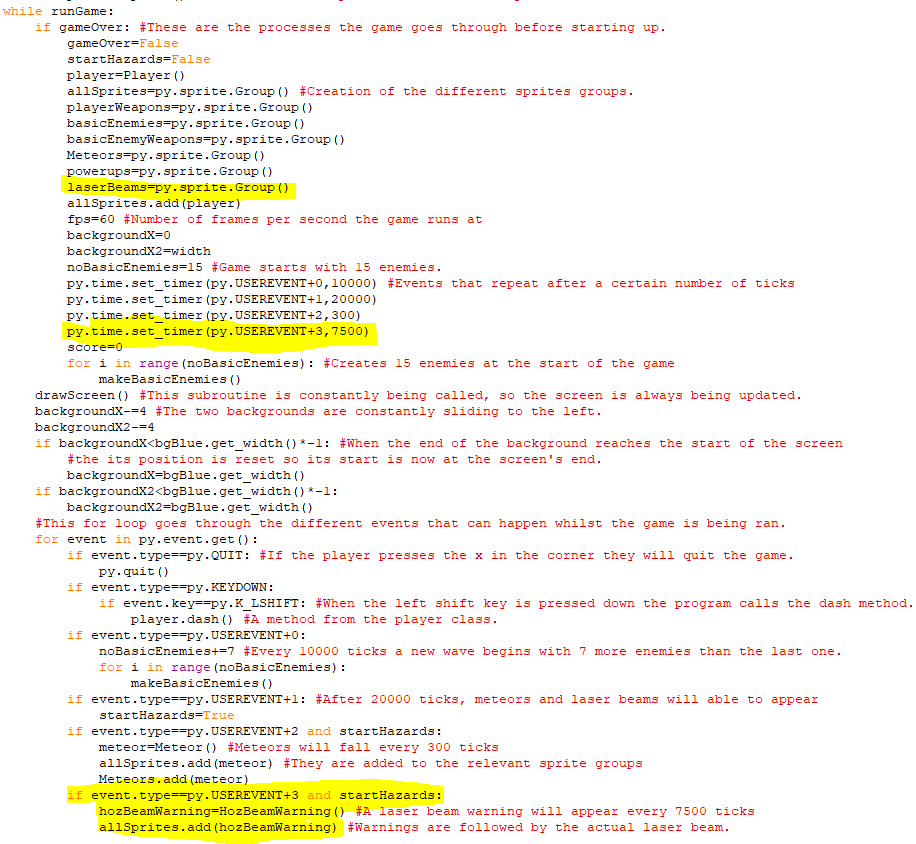 while runGame:
    if gameOver: #These are the processes the game goes through before starting up.
        gameOver=False
        startHazards=False
        player=Player()
        allSprites=py.sprite.Group() #Creation of the different sprites groups.
        playerWeapons=py.sprite.Group()
        basicEnemies=py.sprite.Group()
        basicEnemyWeapons=py.sprite.Group()
        Meteors=py.sprite.Group()
        powerups=py.sprite.Group()
        laserBeams=py.sprite.Group()
        allSprites.add(player)
        fps=60 #Number of frames per second the game runs at
        backgroundX=0
        backgroundX2=width
        noBasicEnemies=15 #Game starts with 15 enemies.
        py.time.set_timer(py.USEREVENT+0,10000) #Events that repeat after a certain number of ticks
        py.time.set_timer(py.USEREVENT+1,20000)
        py.time.set_timer(py.USEREVENT+2,300)
        py.time.set_timer(py.USEREVENT+3,7500)
        score=0
        for i in range(noBasicEnemies): #Creates 15 enemies at the start of the game
            makeBasicEnemies()
    drawScreen() #This subroutine is constantly being called, so the screen is always being updated.
    backgroundX-=4 #The two backgrounds are constantly sliding to the left.
    backgroundX2-=4
    if backgroundX<bgBlue.get_width()*-1: #When the end of the background reaches the start of the screen
        #the its position is reset so its start is now at the screen's end.
        backgroundX=bgBlue.get_width()
    if backgroundX2<bgBlue.get_width()*-1:
        backgroundX2=bgBlue.get_width()
    #This for loop goes through the different events that can happen whilst the game is being ran.
    for event in py.event.get():
        if event.type==py.QUIT: #If the player presses the x in the corner they will quit the game.
            py.quit()
        if event.type==py.KEYDOWN:
            if event.key==py.K_LSHIFT: #When the left shift key is pressed down the program calls the dash method.
                player.dash() #A method from the player class.
        if event.type==py.USEREVENT+0:
            noBasicEnemies+=7 #Every 10000 ticks a new wave begins with 7 more enemies than the last one.
            for i in range(noBasicEnemies):
                makeBasicEnemies()
        if event.type==py.USEREVENT+1: #After 20000 ticks, meteors and laser beams will able to appear
            startHazards=True
        if event.type==py.USEREVENT+2 and startHazards:
            meteor=Meteor() #Meteors will fall every 300 ticks
            allSprites.add(meteor) #They are added to the relevant sprite groups
            Meteors.add(meteor)
        if event.type==py.USEREVENT+3 and startHazards:
            hozBeamWarning=HozBeamWarning() #A laser beam warning will appear every 7500 ticks
            allSprites.add(hozBeamWarning) #Warnings are followed by the actual laser beam.